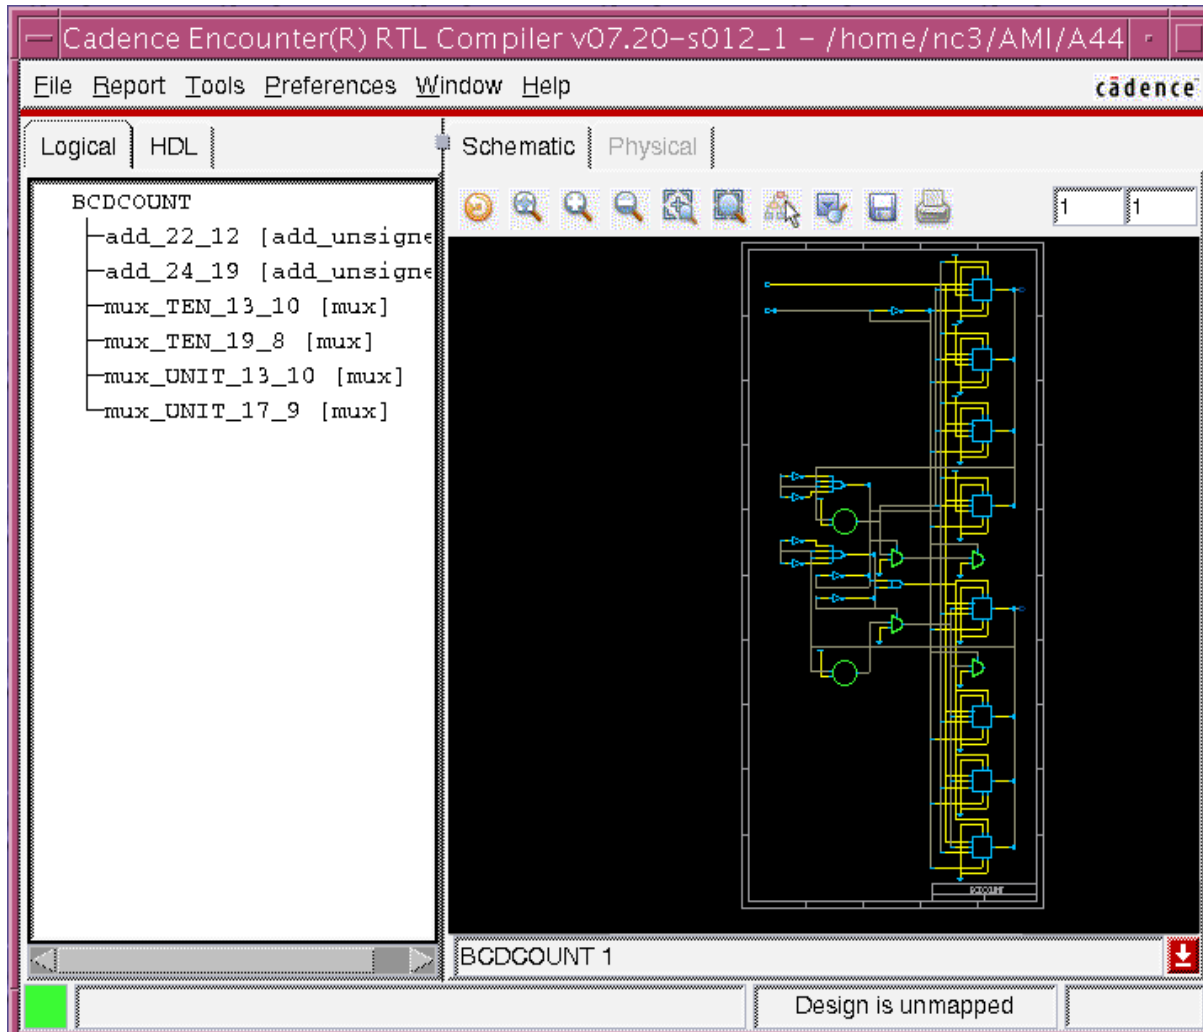 Cadence Encounter(R) RTL Compiler v07.20-s012_1 - /home/nc3/AMI/A44
File Report Tools Preferences Window Help
cādence
Logical HDL
Schematic Physical
1 1
BCDCOUNT
add_22_12 [add_unsigne
add_24_19 [add_unsigne
mux_TEN_13_10 [mux]
mux_TEN_19_8 [mux]
mux_UNIT_13_10 [mux]
mux_UNIT_17_9 [mux]
BCDCOUNT
BCDCOUNT 1
Design is unmapped